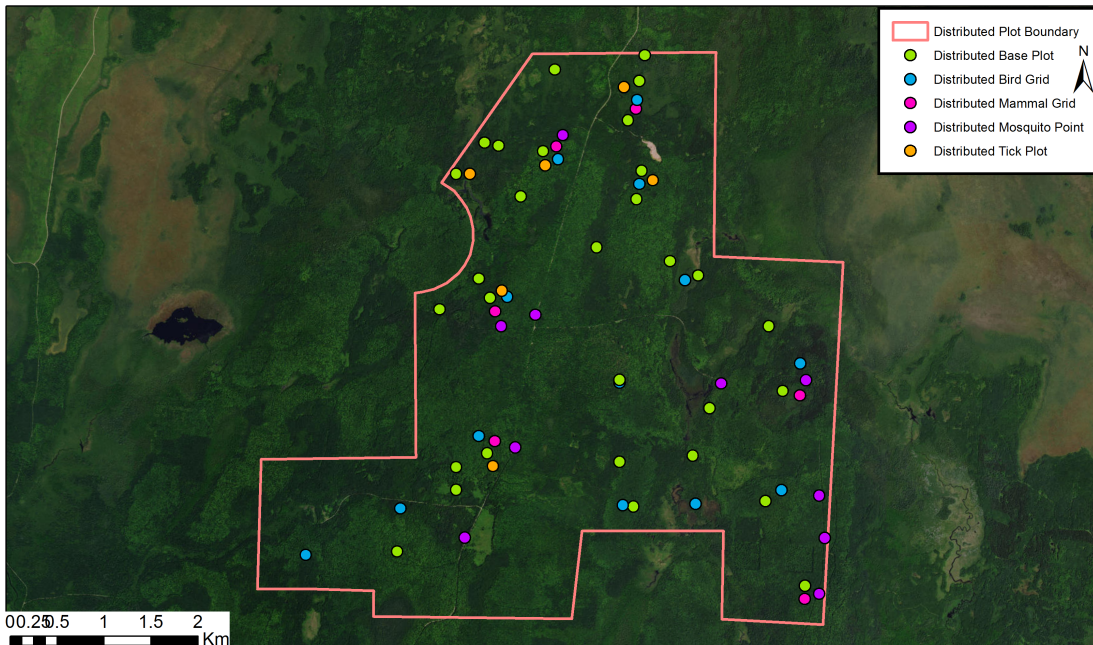 Distributed Plot Boundary
Distributed Base Plot
N
Distributed Bird Grid
Distributed Mammal Grid
Distributed Mosquito Point
Distributed Tick Plot
00.250.5 1 1.5 2
Km